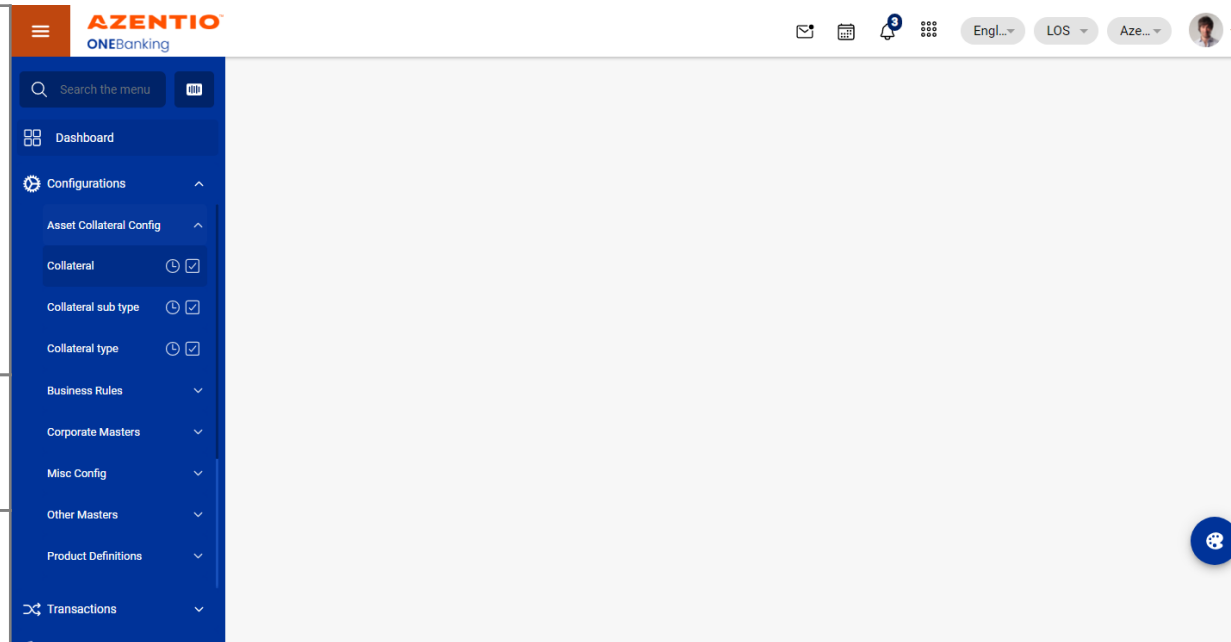 AZENTIO
ONEBanking
3
Engl...
LOS
Aze...
Search the menu
Dashboard
Configurations
Asset Collateral Config
Collateral
Collateral sub type
Collateral type
Business Rules
Corporate Masters
Misc Config
Other Masters
Product Definitions
Transactions